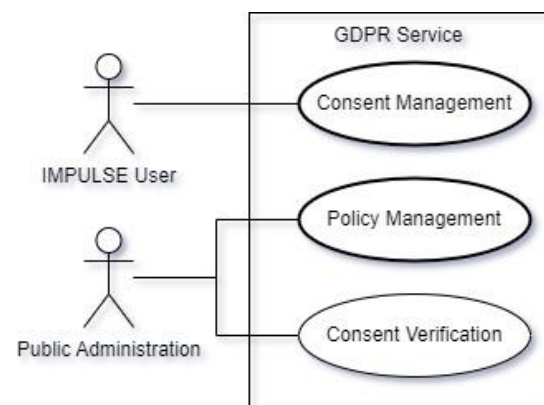 GDPR Service
Consent Management
IMPULSE User
Policy Management
Public Administration
Consent Verification